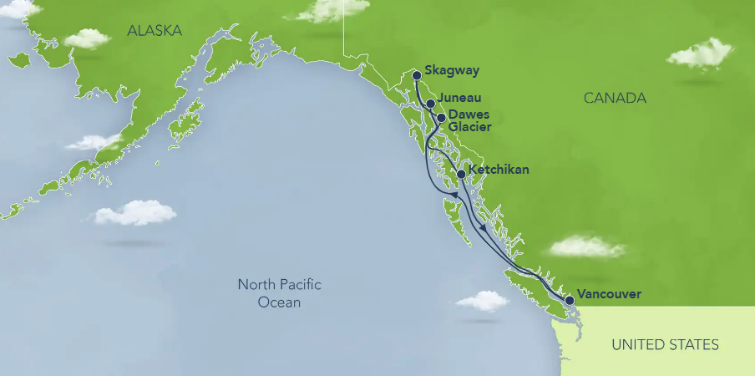 ALASKA
Skagway
CANADA
Juneau
Dawes
Glacier
Ketchikan
North Pacific
Ocean
Vancouver
UNITED STATES